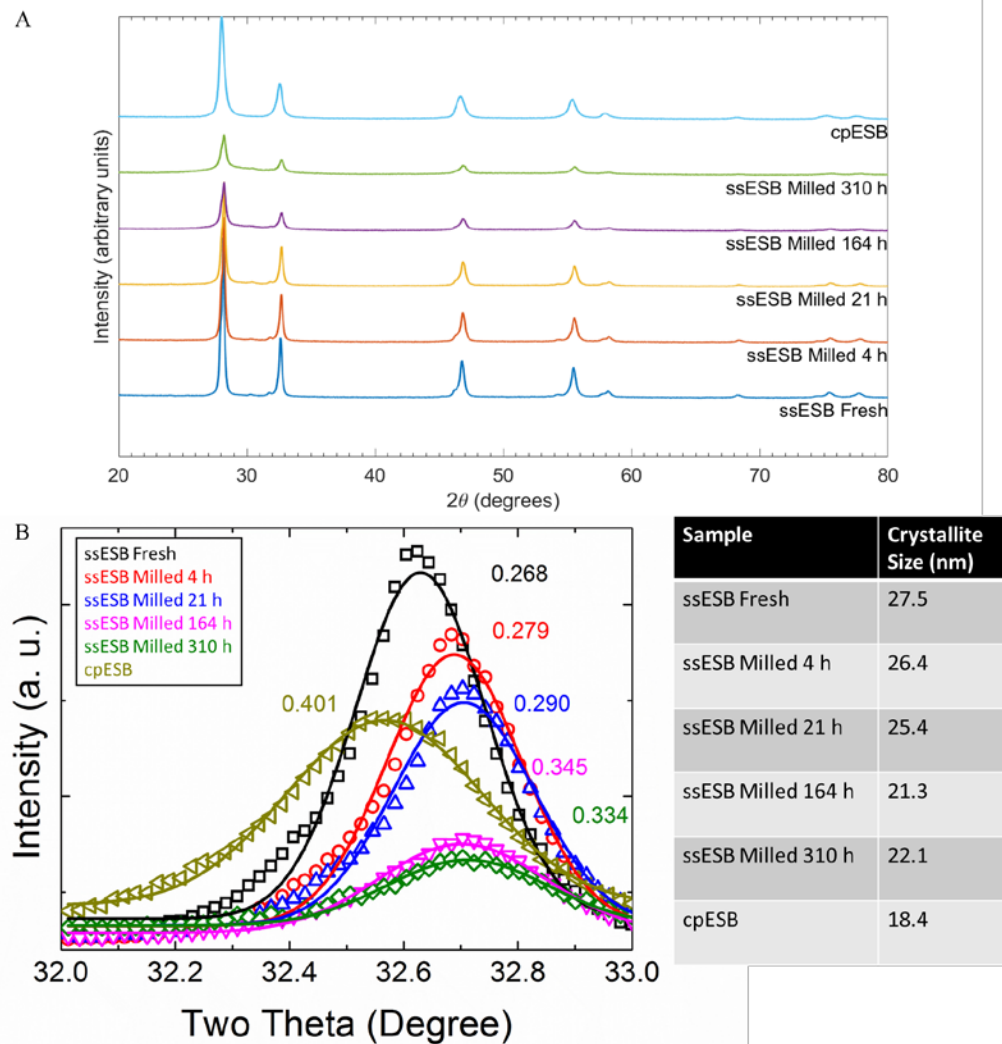 A
Intensity (arbitrary units)
cpESB
ssESB Milled 310 h
ssESB Milled 164 h
ssESB Milled 21 h
ssESB Milled 4 h
ssESB Fresh
20 30 40 50 60 70 80
2θ (degrees)
B
ssESB Fresh
ssESB Milled 4 h
ssESB Milled 21 h
ssESB Milled 164 h
ssESB Milled 310 h
cpESB
0.268
0.279
0.401
0.290
0.345
0.334
Intensity (a. u.)
32.0 32.2 32.4 32.6 32.8 33.0
Two Theta (Degree)
Sample Crystallite Size (nm)
ssESB Fresh 27.5
ssESB Milled 4 h 26.4
ssESB Milled 21 h 25.4
ssESB Milled 164 h 21.3
ssESB Milled 310 h 22.1
cpESB 18.4